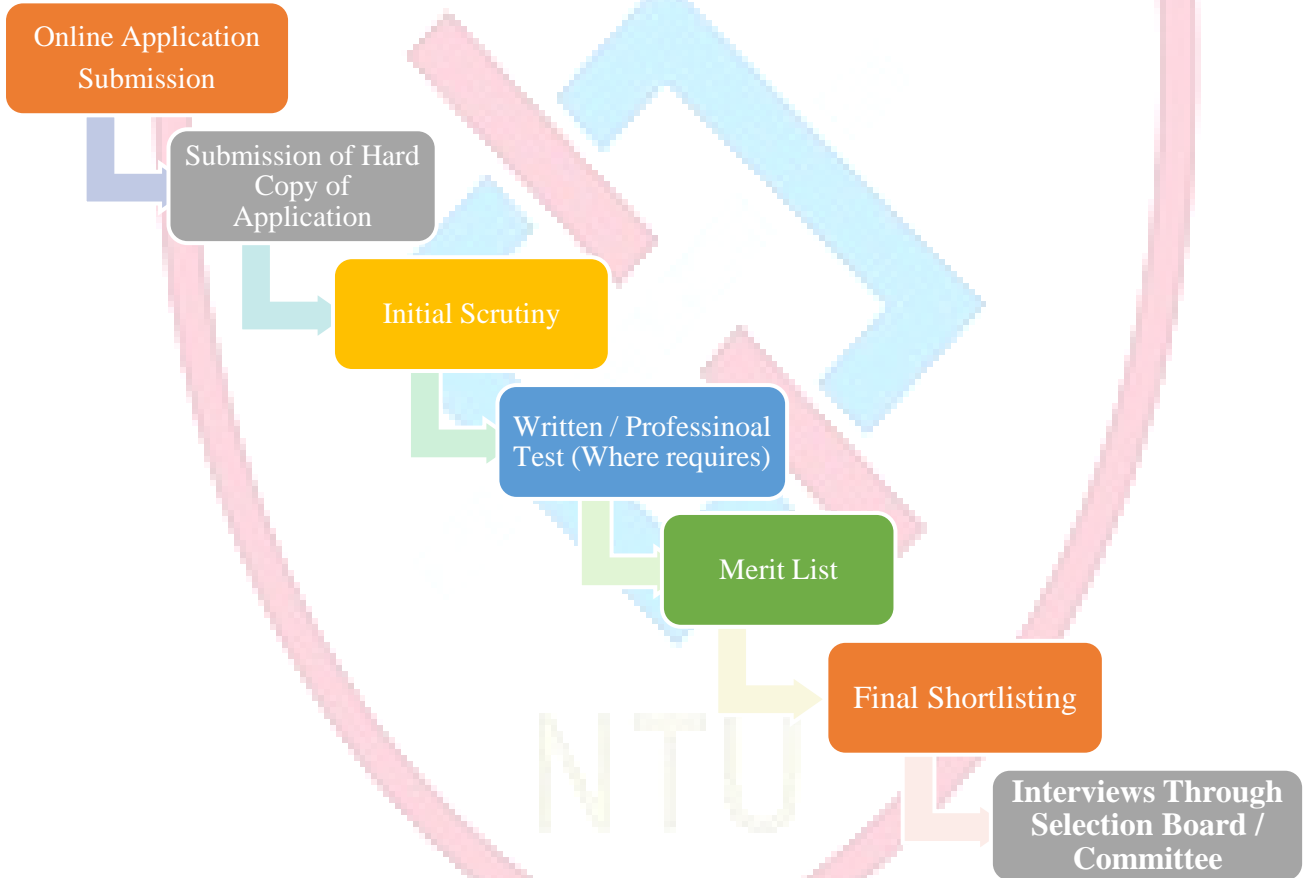 Online Application
Submission
Submission of Hard
Copy of
Application
Initial Scrutiny
Written / Professinoal
Test (Where requires)
Merit List
Final Shortlisting
NTU
Interviews Through
Selection Board /
Committee